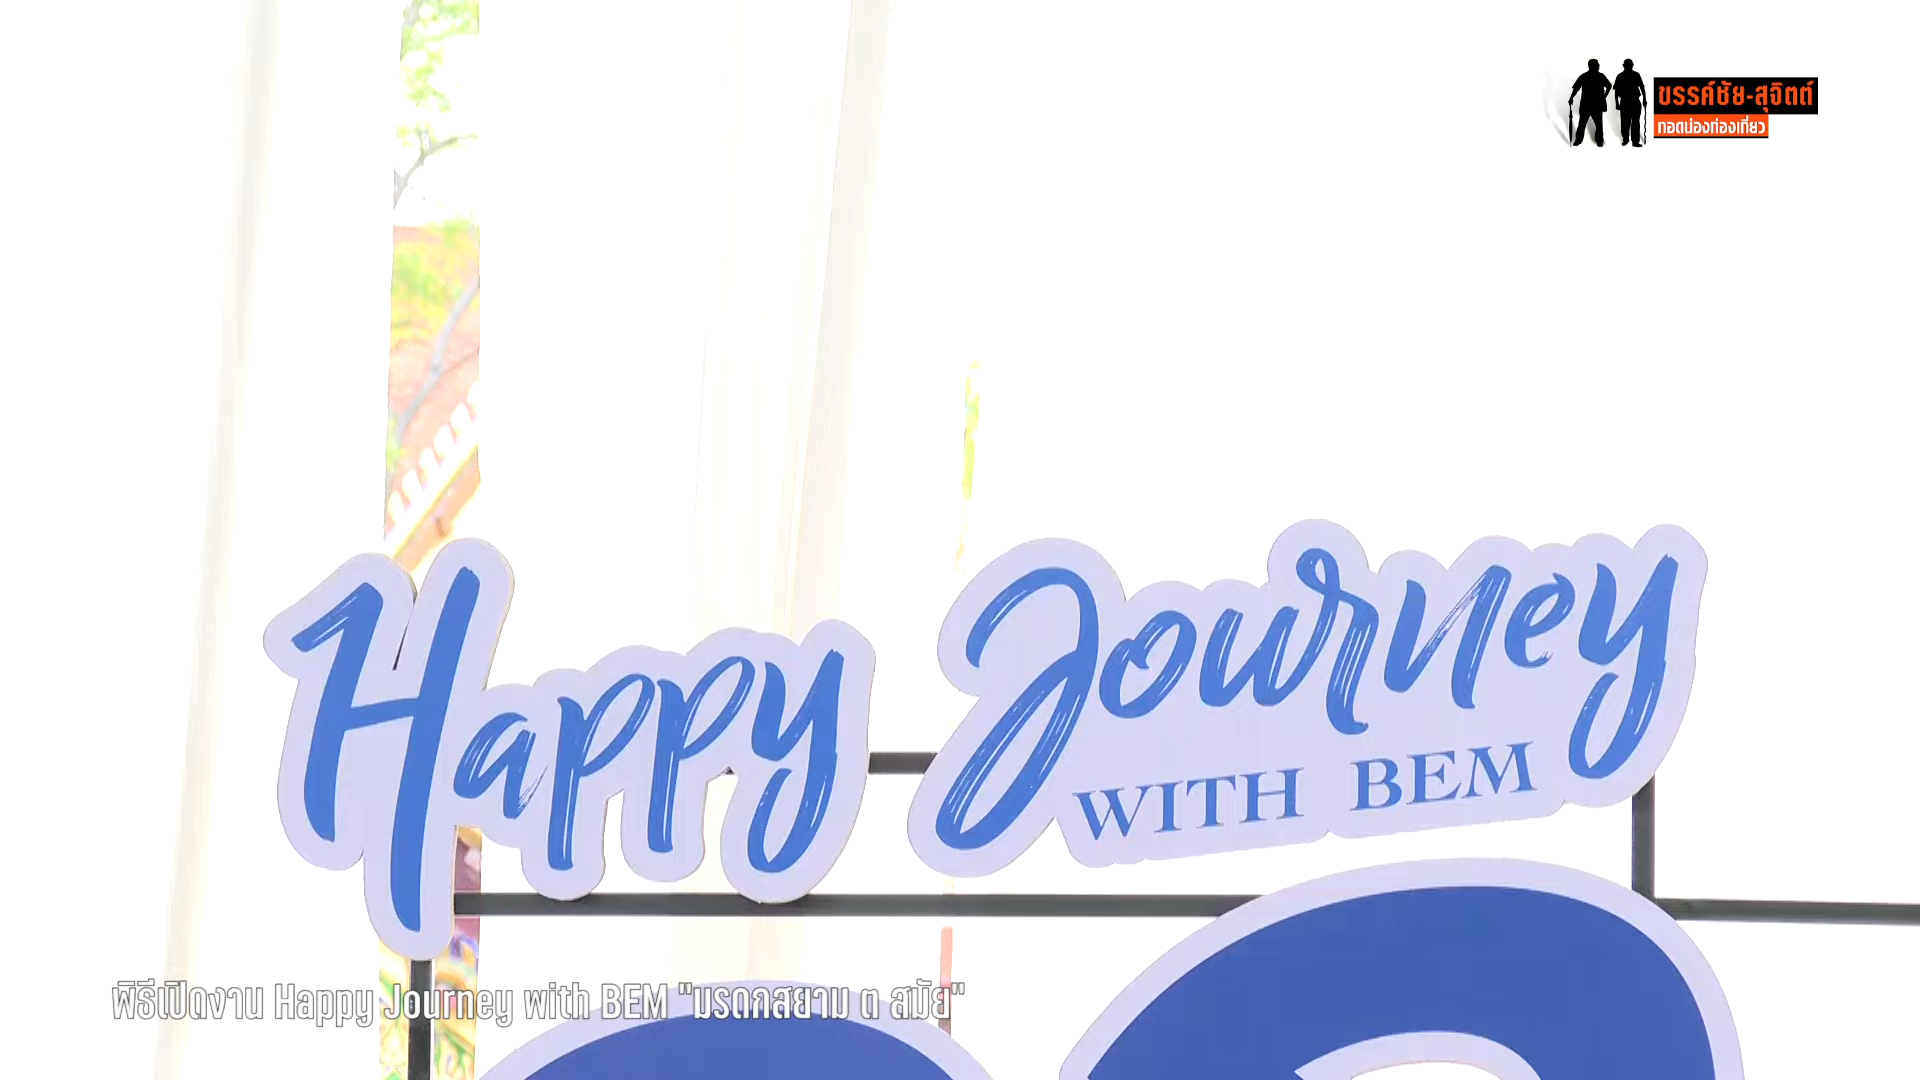 ขรรค์ชัย-สุจิตต์
ทอดน่องท่องเที่ยว
Happy Journey
WITH BEM
พิธีเปิดงาน Happy Journey with BEM "มรดกสยาม ๓ สมัย"